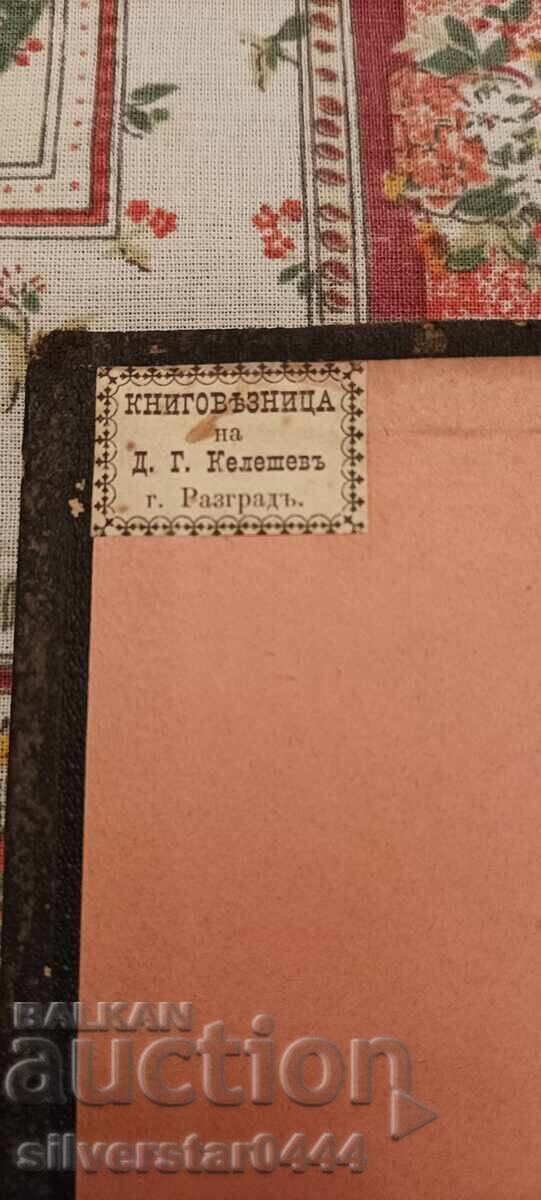 КНИГОВѢЗНИЦА
на
Д. Г. Келешевъ
г. Разградъ.
BALKAN
auction
silverstar0444